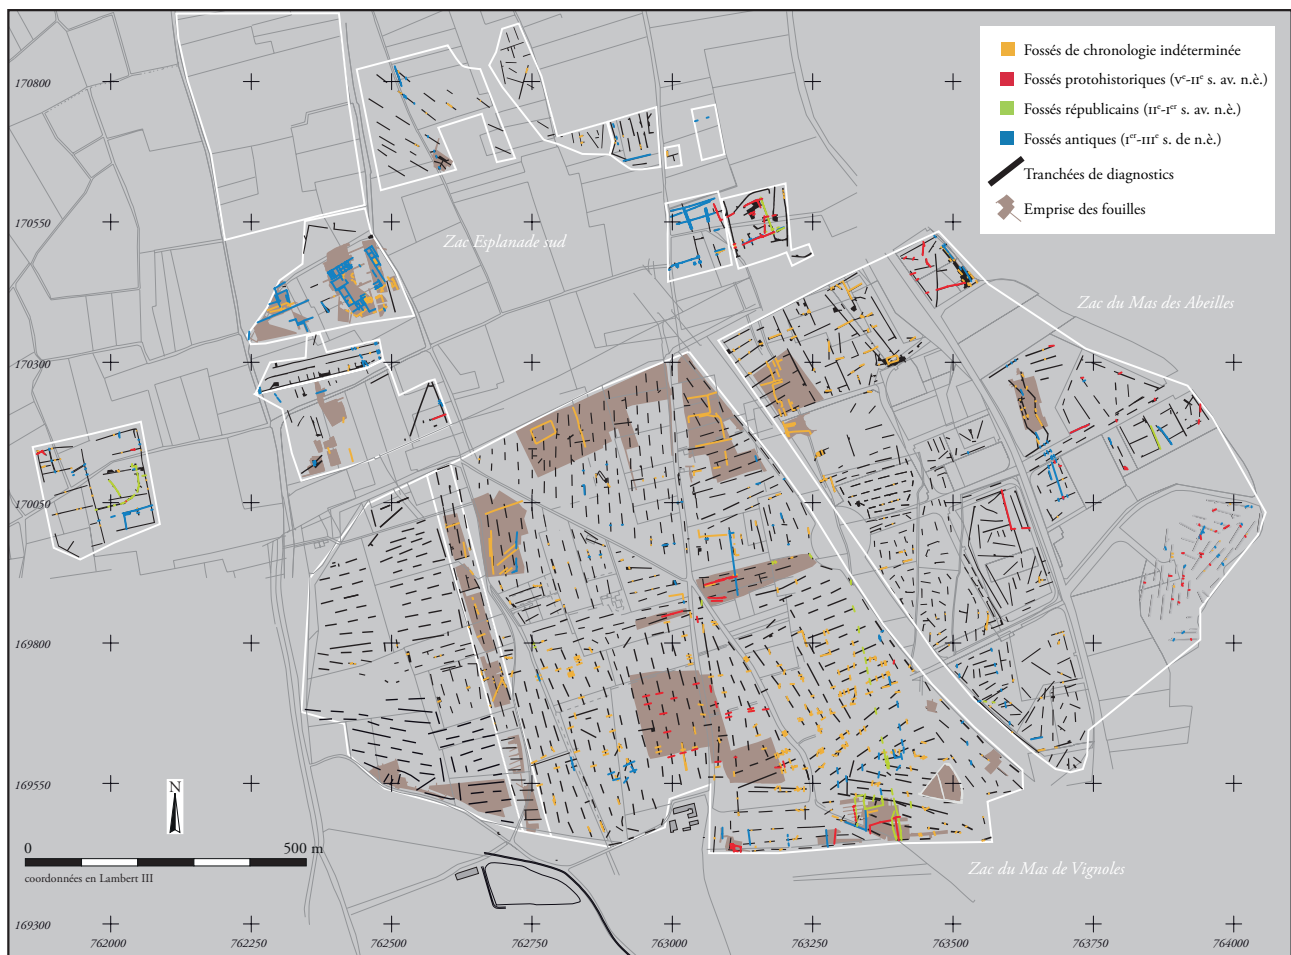 Fossés de chronologie indéterminée
Fossés protohistoriques (Ve-IIe s. av. n.è.)
Fossés républicains (IIe-Ier s. av. n.è.)
Fossés antiques (Ier-IIIe s. de n.è.)
Tranchées de diagnostics
Emprise des fouilles
170800
170550
Zac Esplanade sud
Zac du Mas des Abeilles
170300
170050
169800
169550
N
0 500 m
coordonnées en Lambert III
Zac du Mas de Vignoles
169300
762000 762250 762500 762750 763000 763250 763500 763750 764000